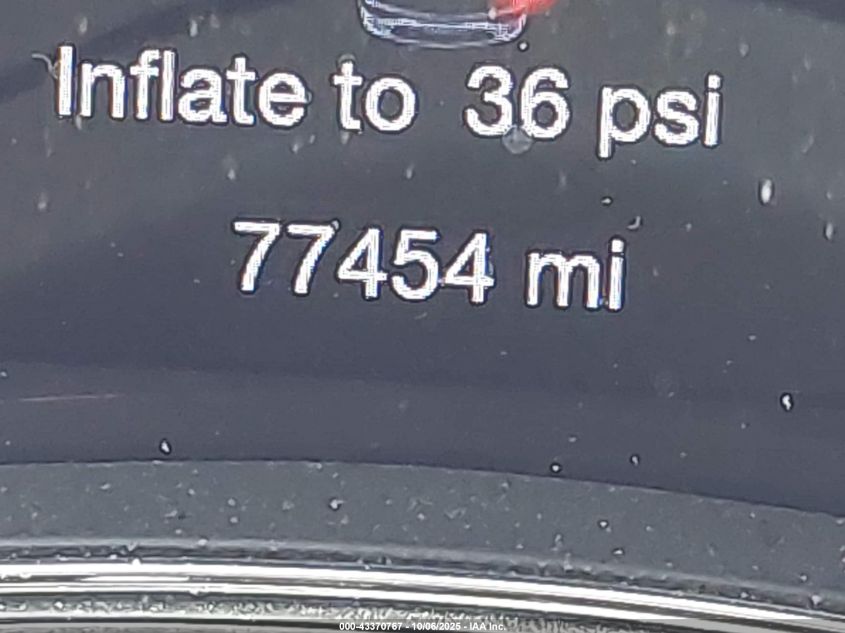 Inflate to 36 psi
77454 mi
000-43370767 - 10/06/2025 - IAA Inc.